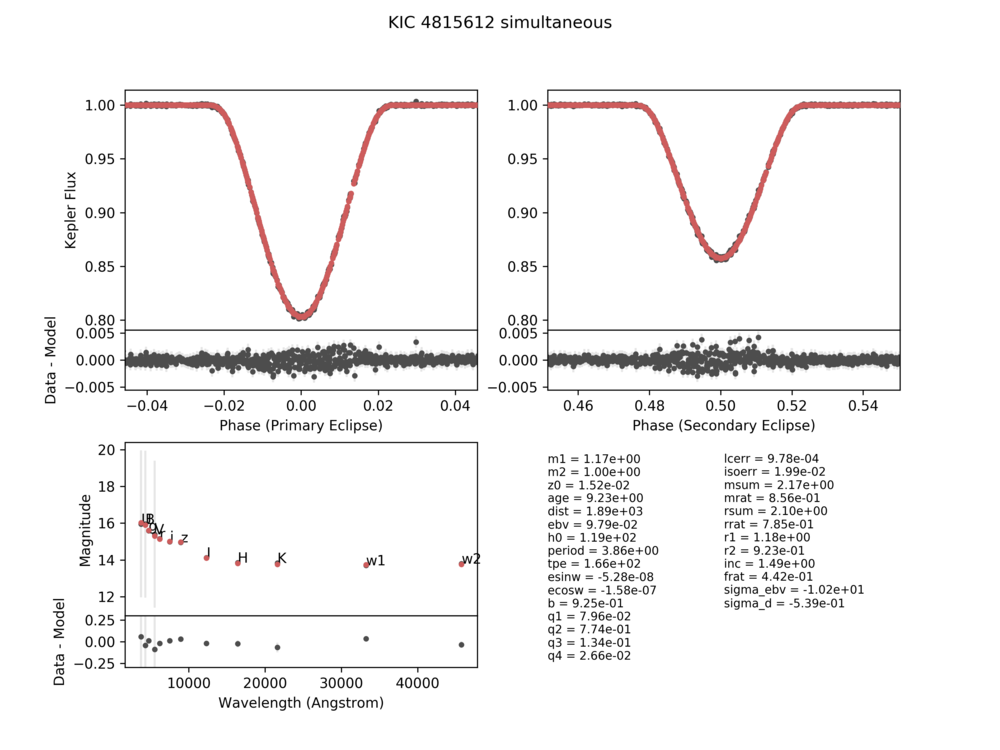 KIC 4815612 simultaneous
1.00
0.95
0.90
0.85
0.80
Kepler Flux
0.005
0.000
−0.005
Data - Model
−0.04 −0.02 0.00 0.02 0.04
Phase (Primary Eclipse)
1.00
0.95
0.90
0.85
0.80
0.005
0.000
−0.005
0.46 0.48 0.50 0.52 0.54
Phase (Secondary Eclipse)
20
18
16
14
12
Magnitude
U B g V r i z J H K w1 w2
0.25
0.00
−0.25
Data - Model
10000 20000 30000 40000
Wavelength (Angstrom)
m1 = 1.17e+00
m2 = 1.00e+00
z0 = 1.52e-02
age = 9.23e+00
dist = 1.89e+03
ebv = 9.79e-02
h0 = 1.19e+02
period = 3.86e+00
tpe = 1.66e+02
esinw = -5.28e-08
ecosw = -1.58e-07
b = 9.25e-01
q1 = 7.96e-02
q2 = 7.74e-01
q3 = 1.34e-01
q4 = 2.66e-02
lcerr = 9.78e-04
isoerr = 1.99e-02
msum = 2.17e+00
mrat = 8.56e-01
rsum = 2.10e+00
rrat = 7.85e-01
r1 = 1.18e+00
r2 = 9.23e-01
inc = 1.49e+00
frat = 4.42e-01
sigma_ebv = -1.02e+01
sigma_d = -5.39e-01